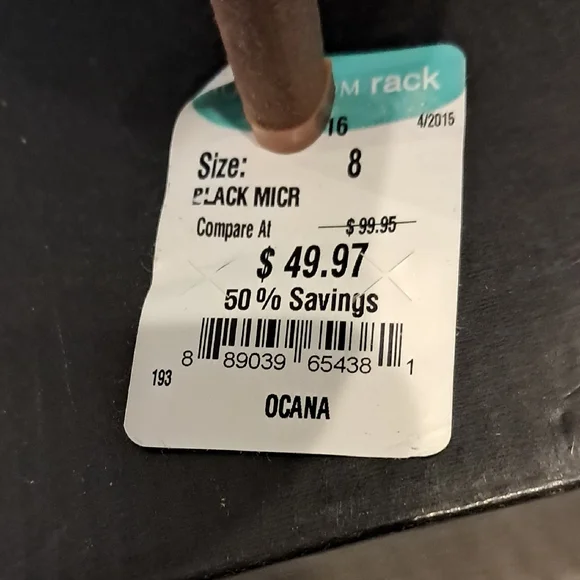 M rack
16 4/2015
Size: 8
BLACK MICR
Compare At $ 99.95
$ 49.97
50% Savings
8 89039 65438 1
193
OCANA